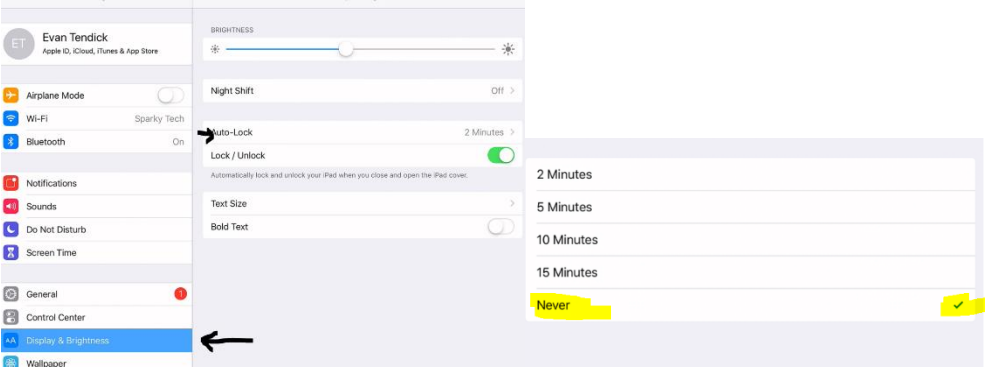 ET
Evan Tendick
Apple ID, iCloud, iTunes & App Store
Airplane Mode
Wi-Fi
Sparky Tech
Bluetooth
On
Notifications
Sounds
Do Not Disturb
Screen Time
General
1
Control Center
AA Display & Brightness
Wallpaper
BRIGHTNESS
Night Shift
Off
Auto-Lock
2 Minutes
Lock / Unlock
Automatically lock and unlock your iPad when you close and open the iPad cover.
Text Size
Bold Text
2 Minutes
5 Minutes
10 Minutes
15 Minutes
Never